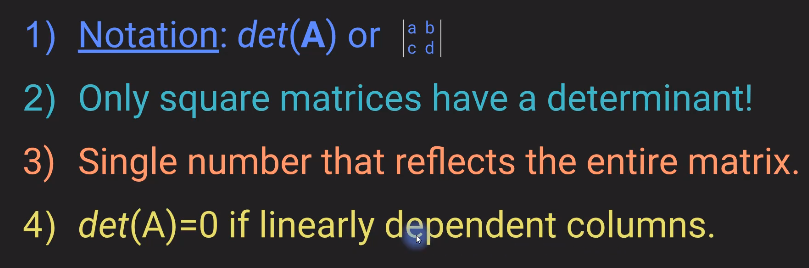 1) Notation: det(A) or |a b|
|c d|
2) Only square matrices have a determinant!
3) Single number that reflects the entire matrix.
4) det(A)=0 if linearly dependent columns.